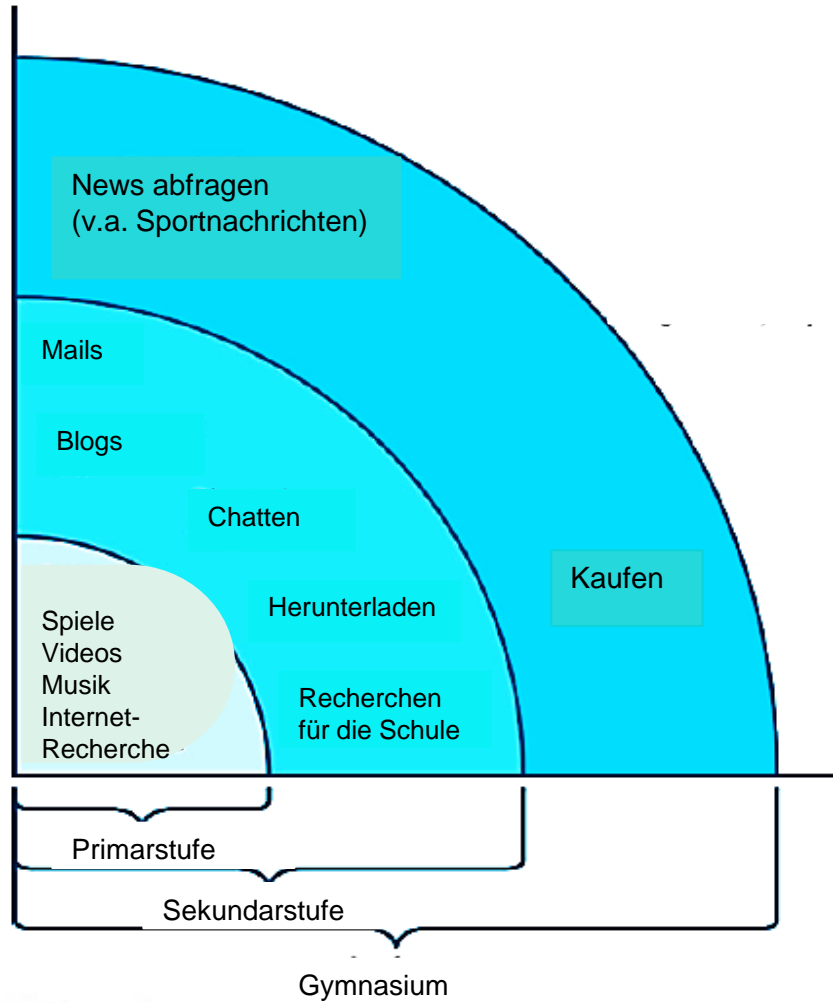 News abfragen
(v.a. Sportnachrichten)
Mails
Blogs
Chatten
Kaufen
Herunterladen
Spiele
Videos
Musik
Internet-
Recherche
Recherchen
für die Schule
Primarstufe
Sekundarstufe
Gymnasium